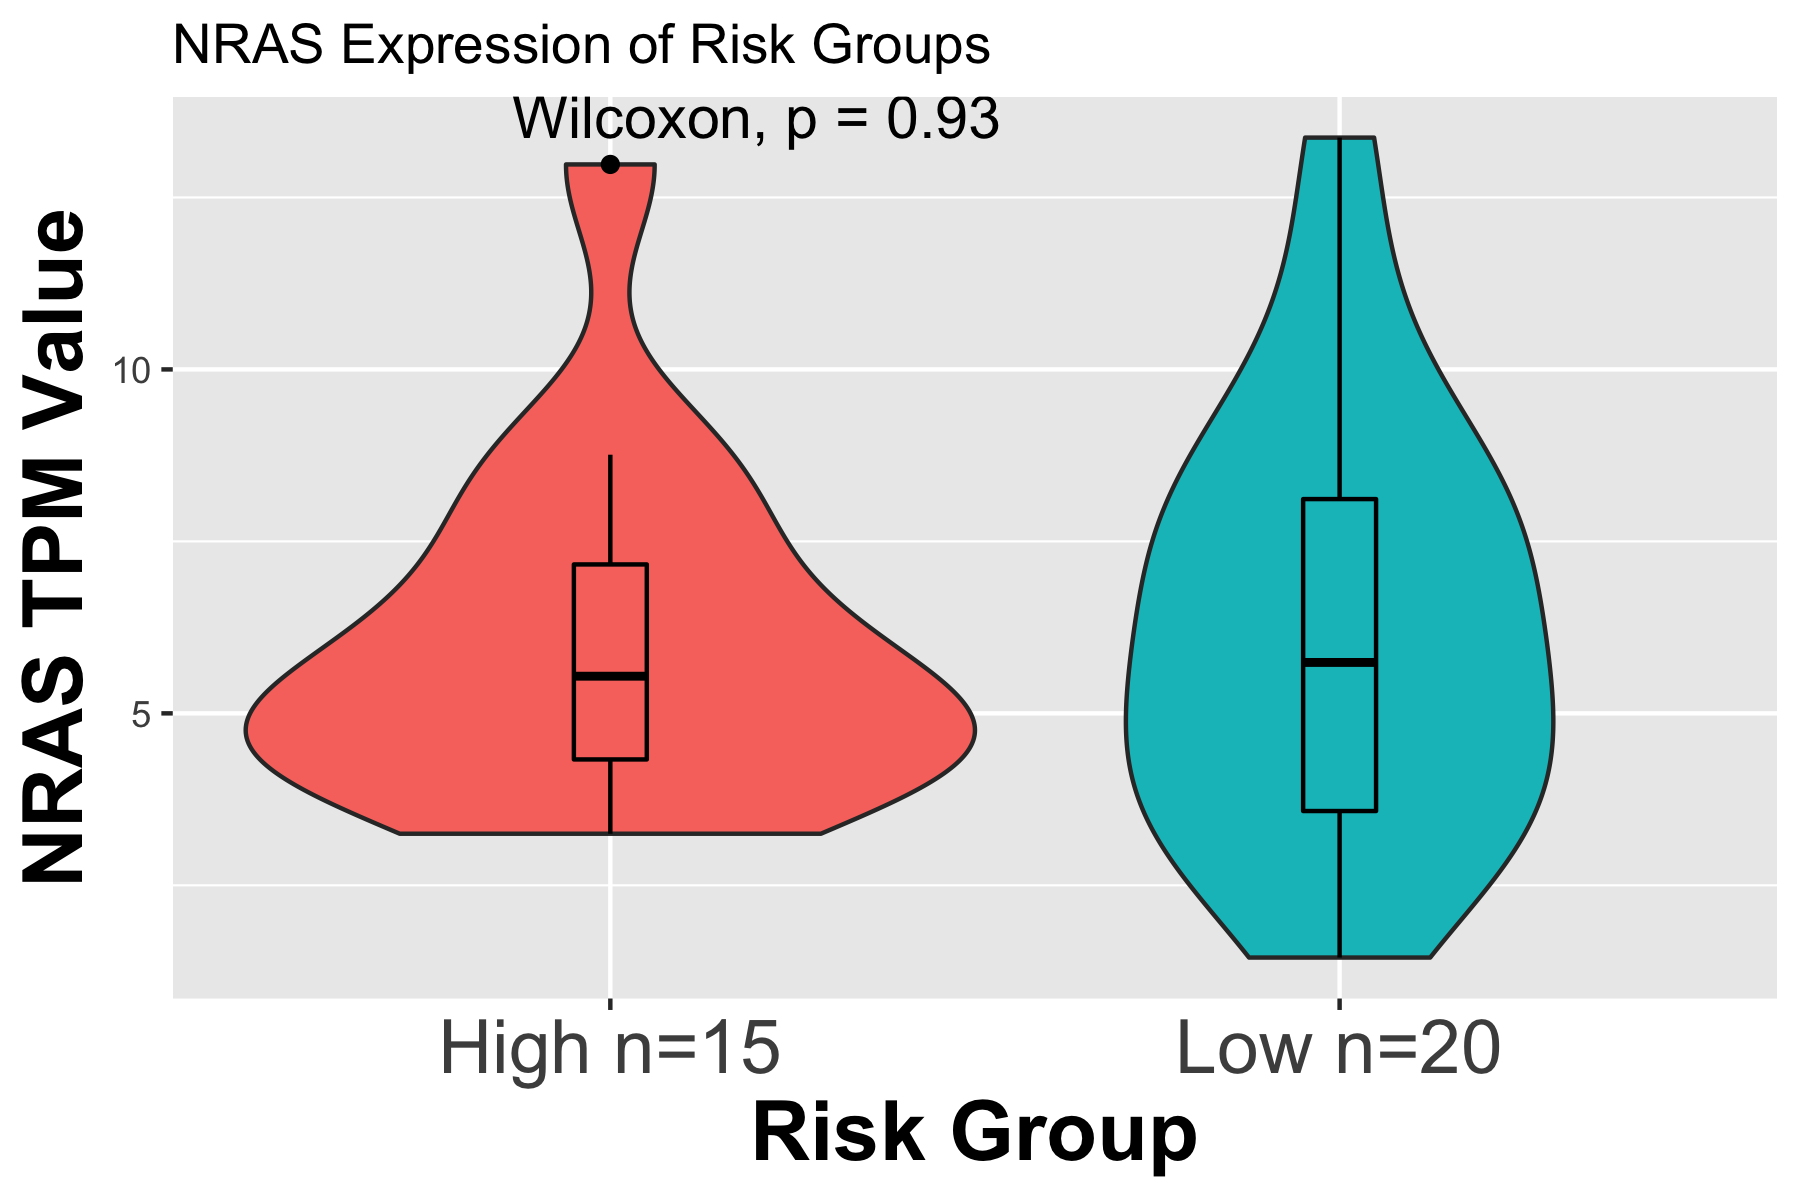 NRAS Expression of Risk Groups
Wilcoxon, p = 0.93
NRAS TPM Value
10
5
High n=15
Low n=20
Risk Group